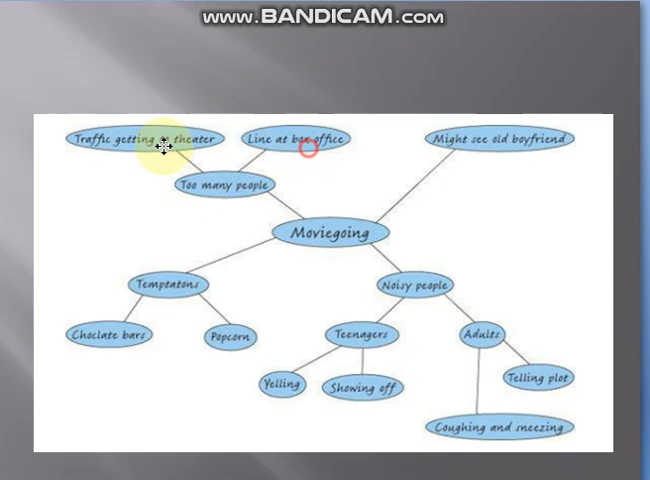 WWW.BANDICAM.COM
Traffic getting to theater
Line at box office
Might see old boyfriend
Too many people
Moviegoing
Temptatons
Noisy people
Choclate bars
Popcorn
Teenagers
Adults
Yelling
Showing off
Telling plot
Coughing and sneezing